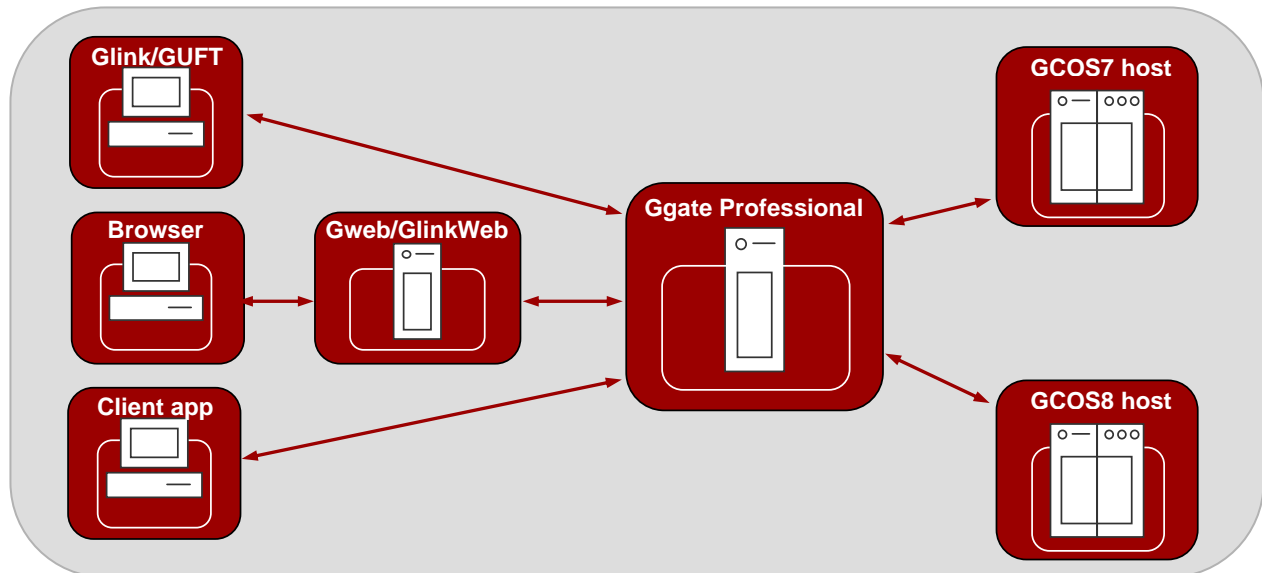 Glink/GUFT
GCOS7 host
Ggate Professional
Browser
Gweb/GlinkWeb
Client app
GCOS8 host